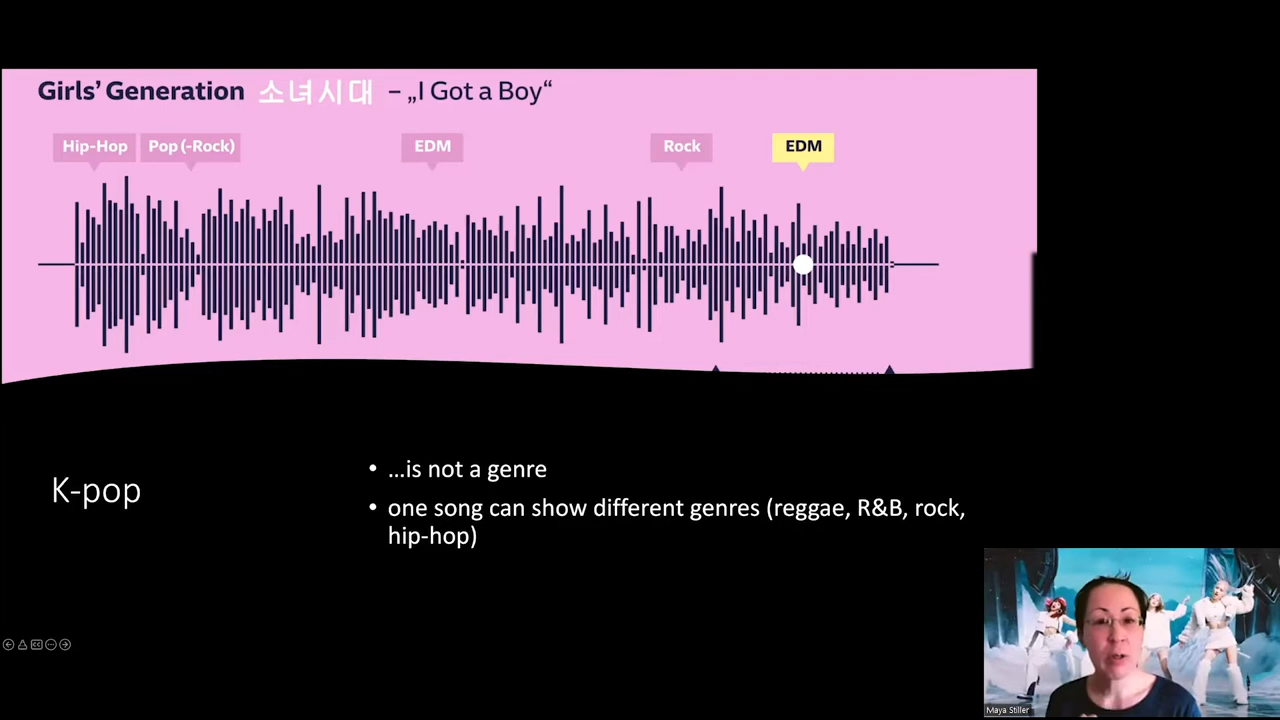 Girls' Generation 소녀시대 – „I Got a Boy“
Hip-Hop
Pop (-Rock)
EDM
Rock
EDM
K-pop
• ...is not a genre
• one song can show different genres (reggae, R&B, rock,
hip-hop)
Maya Stiller